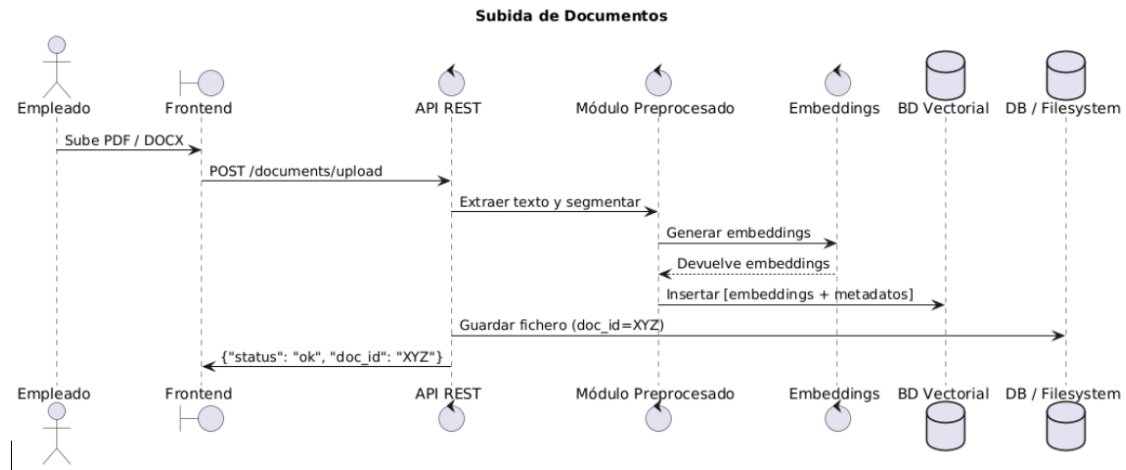 Subida de Documentos
Empleado Frontend API REST Módulo Preprocesado Embeddings BD Vectorial DB / Filesystem
Sube PDF / DOCX
POST /documents/upload
Extraer texto y segmentar
Generar embeddings
Devuelve embeddings
Insertar [embeddings + metadatos]
Guardar fichero (doc_id=XYZ)
{"status": "ok", "doc_id": "XYZ"}
Empleado Frontend API REST Módulo Preprocesado Embeddings BD Vectorial DB / Filesystem